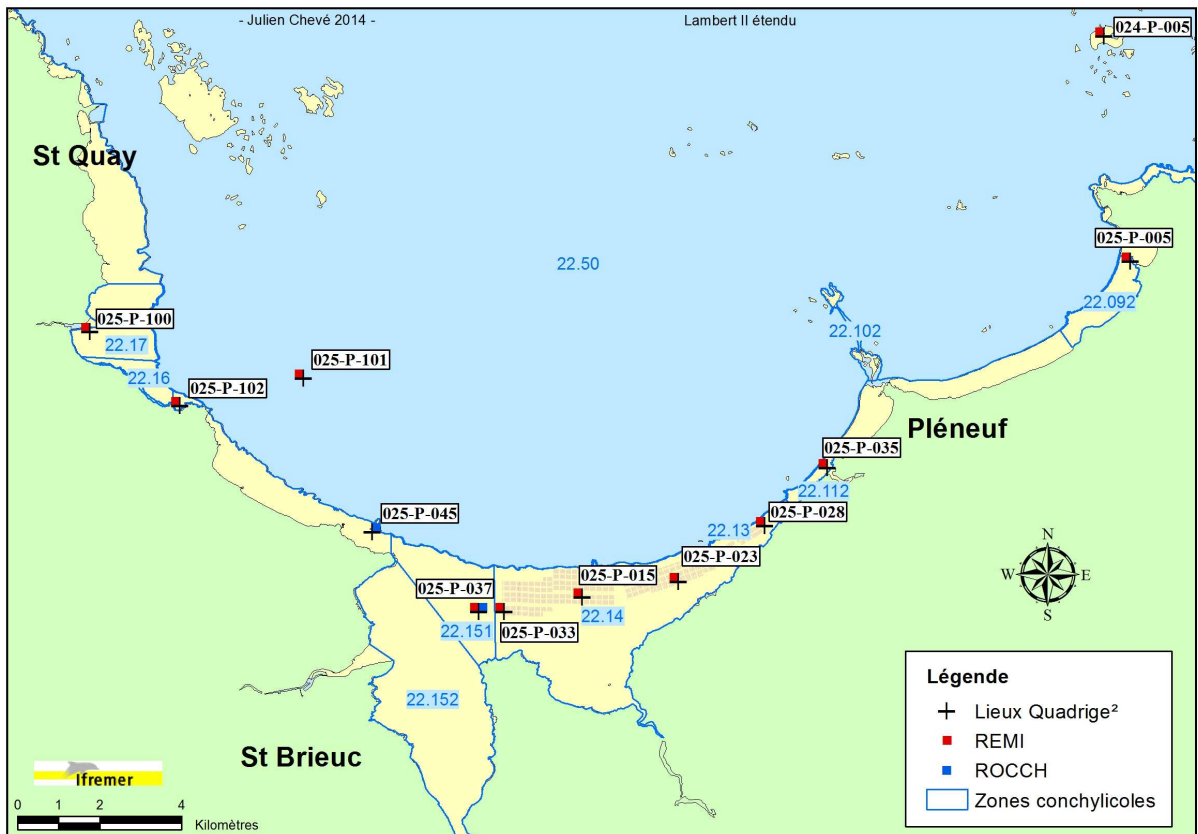 - Julien Chevé 2014 -
Lambert II étendu
024-P-005
St Quay
025-P-005
22.50
22.092
025-P-100
22.17
22.102
025-P-101
22.16
025-P-102
Pléneuf
025-P-035
22.112
025-P-045
025-P-028
22.13
025-P-023
025-P-015
025-P-037
22.14
22.151
025-P-033
N
W
E
S
22.152
St Brieuc
Légende
Lieux Quadrige²
REMI
ROCCH
Zones conchylicoles
Ifremer
0 1 2 4
Kilomètres